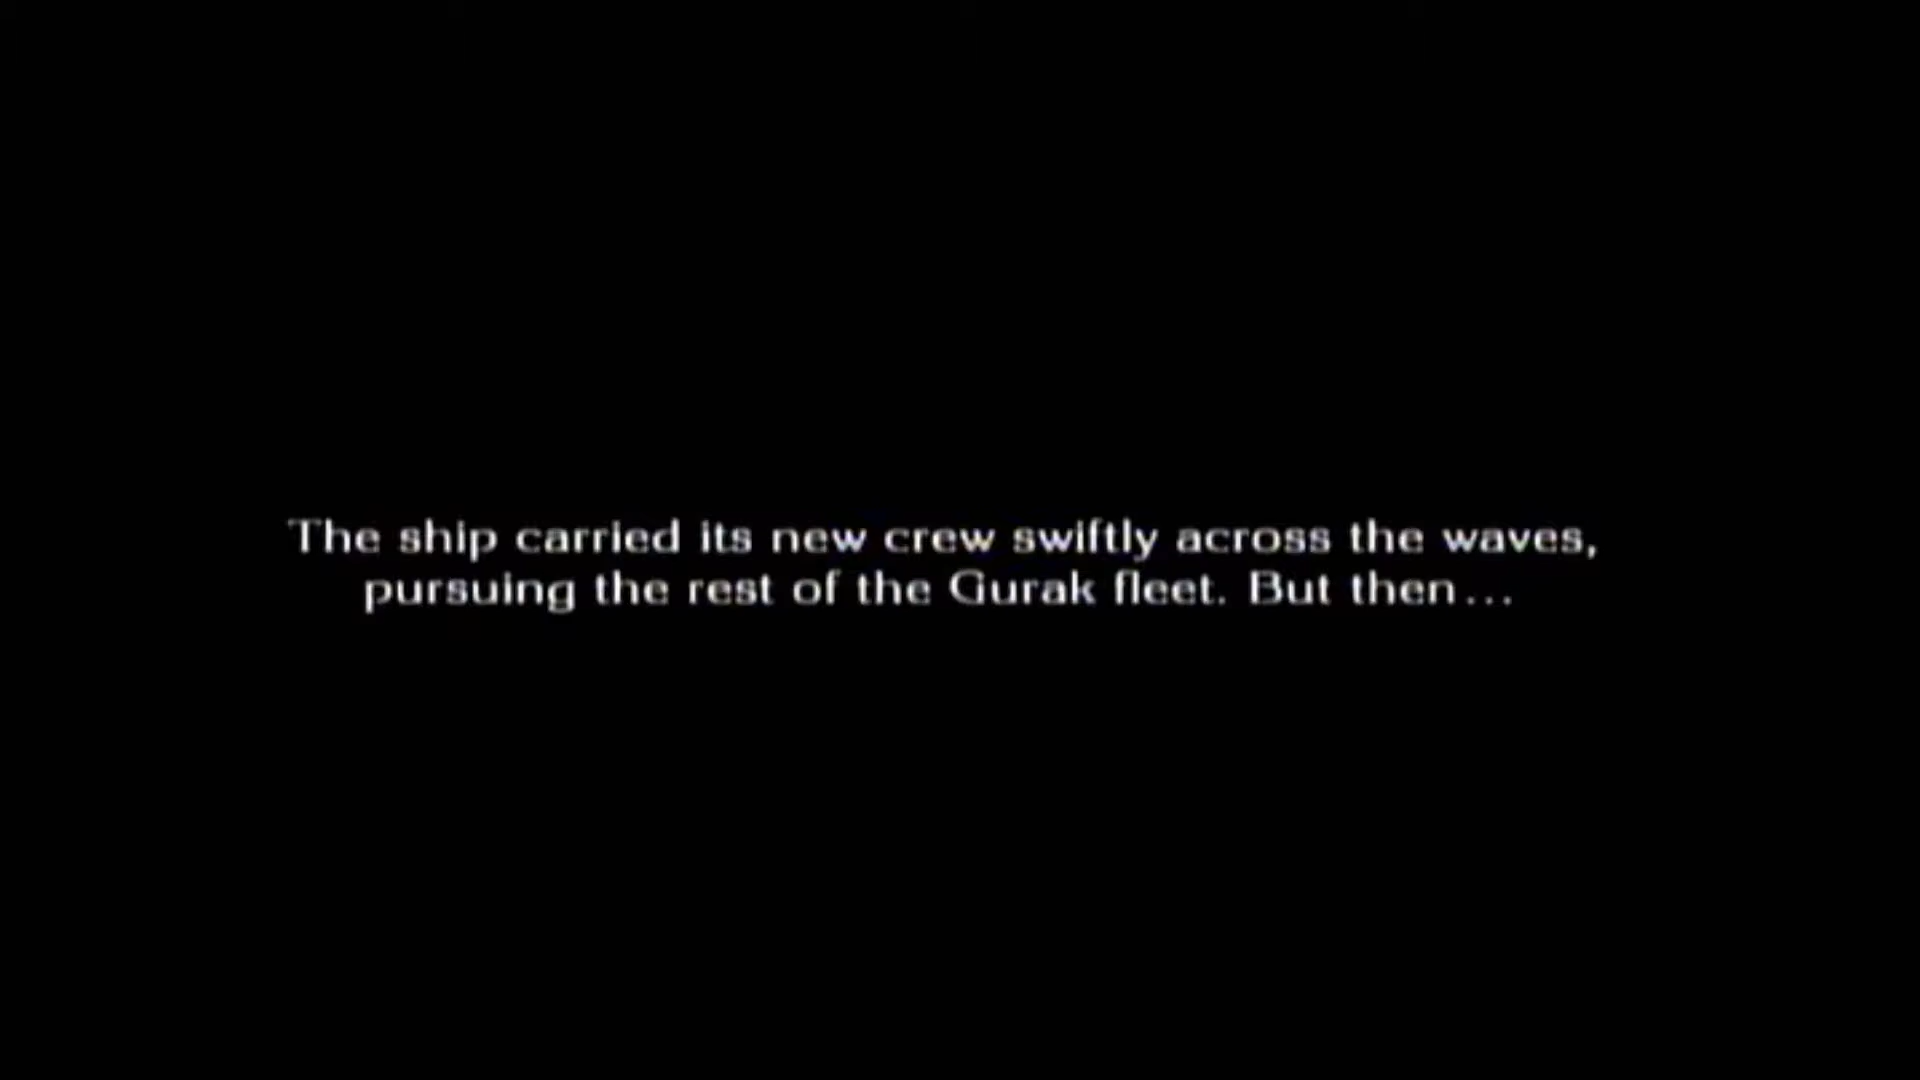 The ship carried its new crew swiftly across the waves,
pursuing the rest of the Gurak fleet. But then...